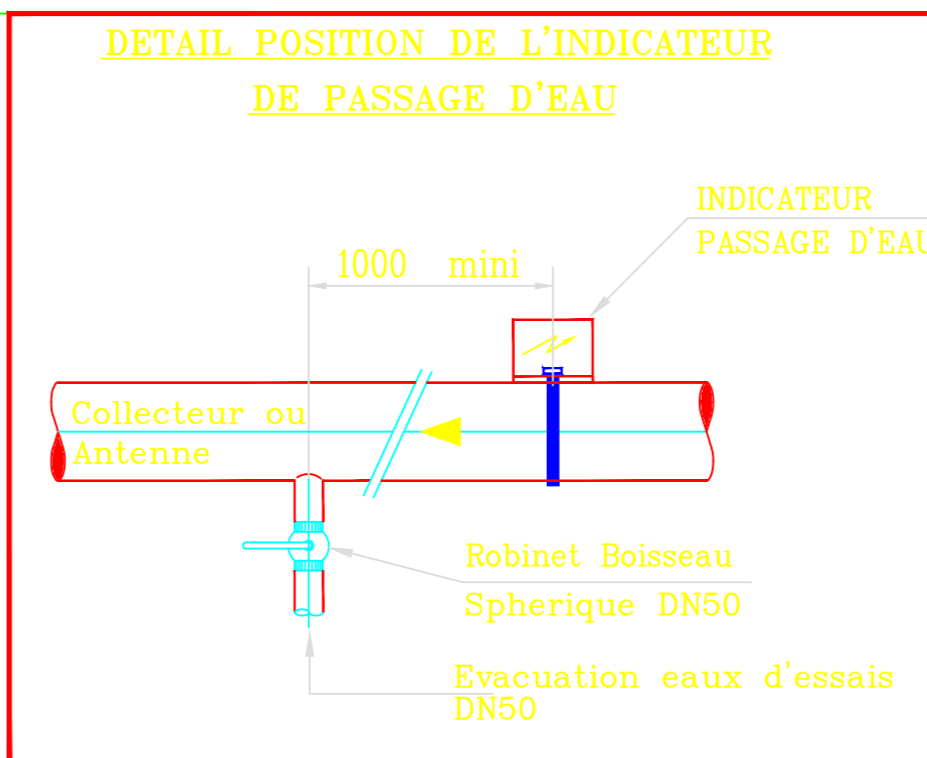 DETAIL POSITION DE L'INDICATEUR
DE PASSAGE D'EAU
INDICATEUR
PASSAGE D'EAU
1000 mini
Collecteur ou
Antenne
Robinet Boisseau
Spherique DN50
Evacuation eaux d'essais
DN50